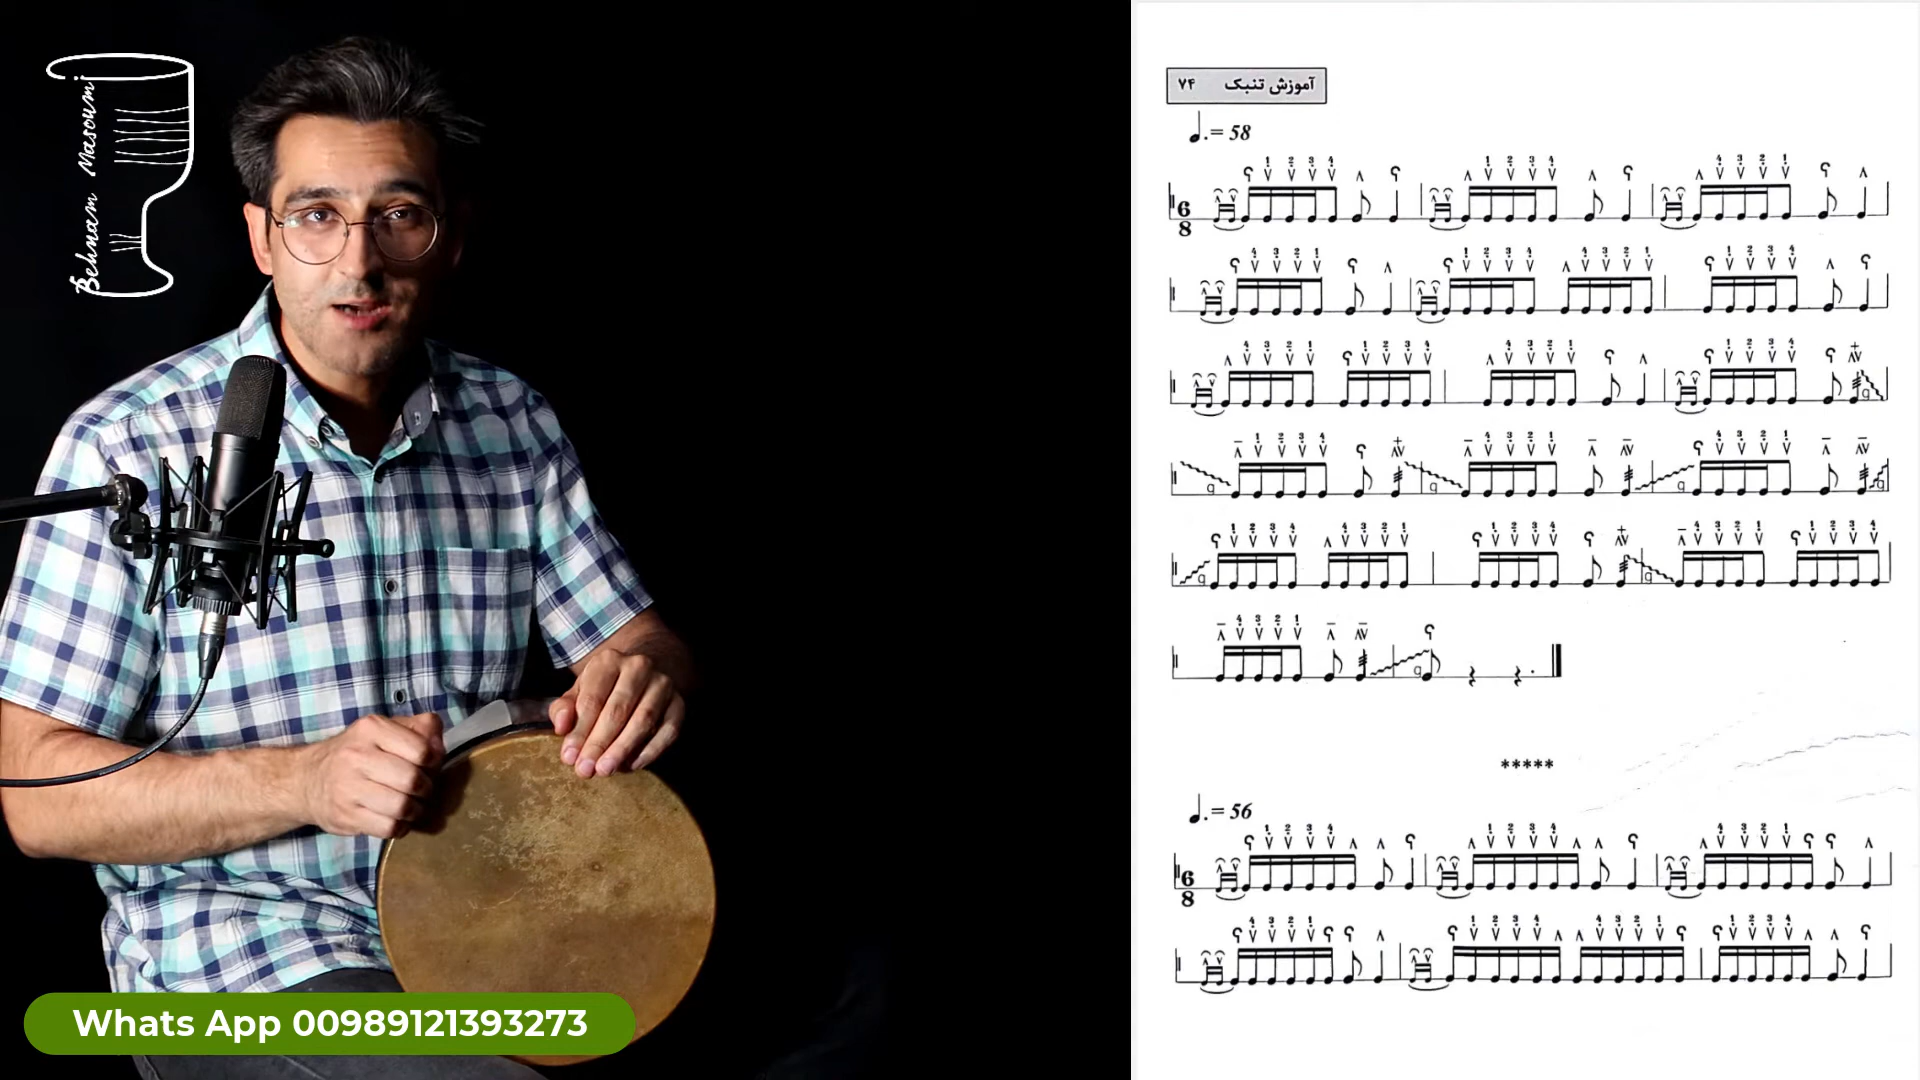 Behnam Masoumi
Whats App 00989121393273
آموزش تنبک ۷۴
♩. = 58
6
8
*****
♩. = 56
6
8